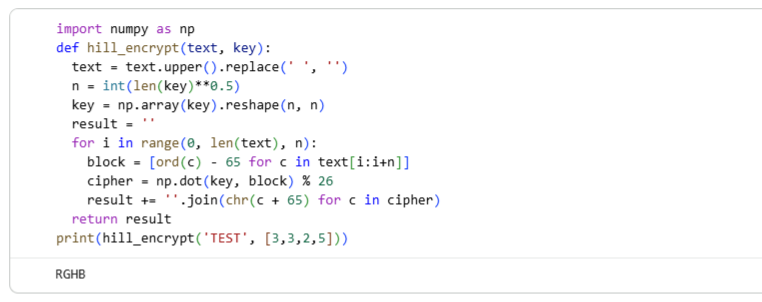 import numpy as np
def hill_encrypt(text, key):
  text = text.upper().replace(' ', '')
  n = int(len(key)**0.5)
  key = np.array(key).reshape(n, n)
  result = ''
  for i in range(0, len(text), n):
    block = [ord(c) - 65 for c in text[i:i+n]]
    cipher = np.dot(key, block) % 26
    result += ''.join(chr(c + 65) for c in cipher)
  return result
print(hill_encrypt('TEST', [3,3,2,5]))
RGHB